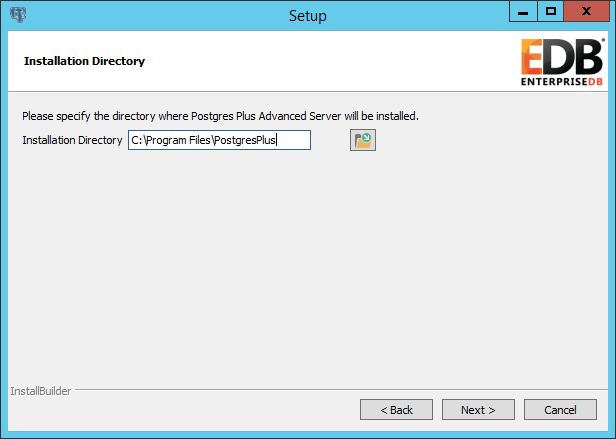 Setup
Installation Directory
EDB
ENTERPRISEDB
Please specify the directory where Postgres Plus Advanced Server will be installed.
Installation Directory C:\Program Files\PostgresPlus
InstallBuilder
< Back Next > Cancel